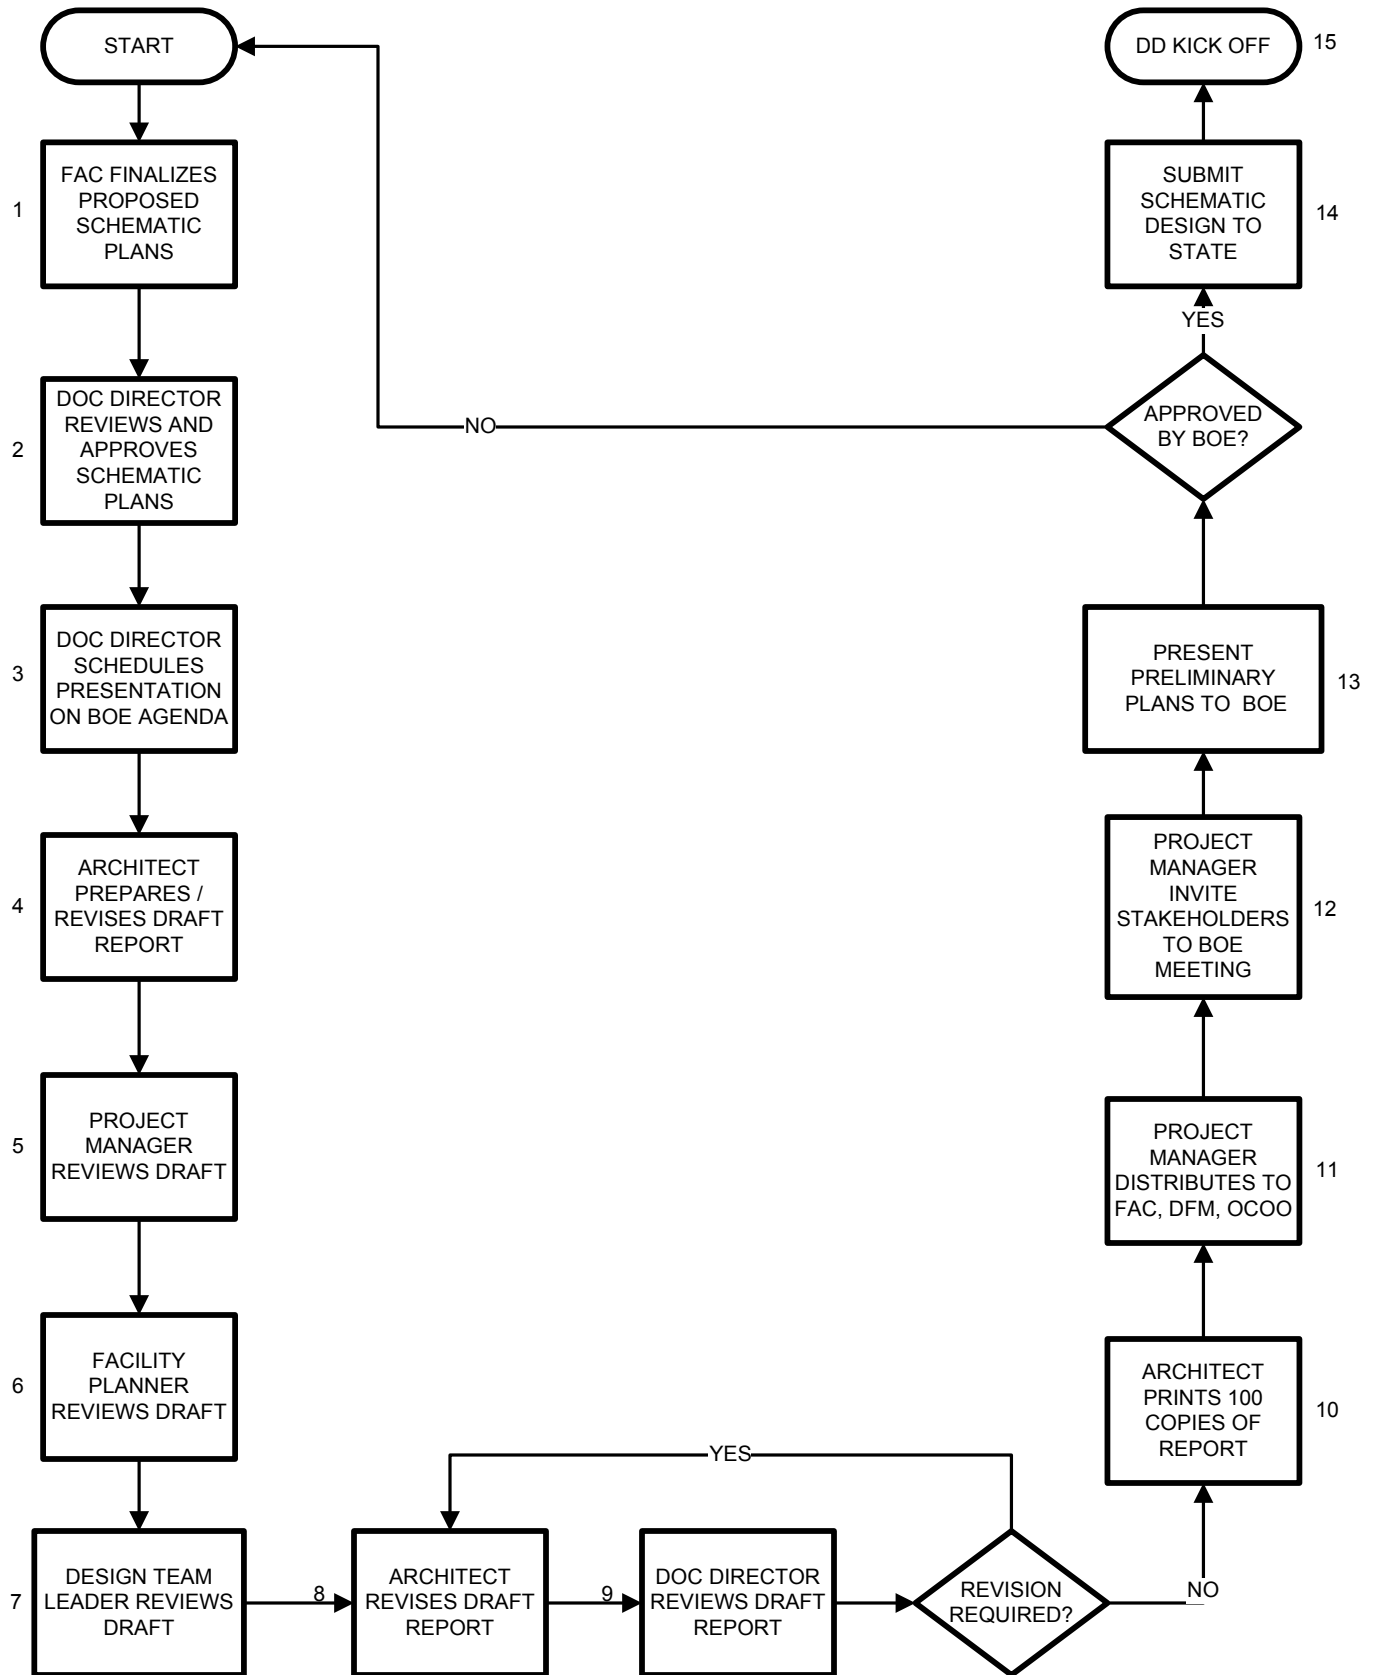 START
1
FAC FINALIZES
PROPOSED
SCHEMATIC
PLANS
2
DOC DIRECTOR
REVIEWS AND
APPROVES
SCHEMATIC
PLANS
3
DOC DIRECTOR
SCHEDULES
PRESENTATION
ON BOE AGENDA
4
ARCHITECT
PREPARES /
REVISES DRAFT
REPORT
5
PROJECT
MANAGER
REVIEWS DRAFT
6
FACILITY
PLANNER
REVIEWS DRAFT
7
DESIGN TEAM
LEADER REVIEWS
DRAFT
8
ARCHITECT
REVISES DRAFT
REPORT
9
DOC DIRECTOR
REVIEWS DRAFT
REPORT
REVISION
REQUIRED?
YES
NO
ARCHITECT
PRINTS 100
COPIES OF
REPORT
10
PROJECT
MANAGER
DISTRIBUTES TO
FAC, DFM, OCOO
11
PROJECT
MANAGER
INVITE
STAKEHOLDERS
TO BOE
MEETING
12
PRESENT
PRELIMINARY
PLANS TO BOE
13
APPROVED
BY BOE?
NO
YES
SUBMIT
SCHEMATIC
DESIGN TO
STATE
14
DD KICK OFF
15